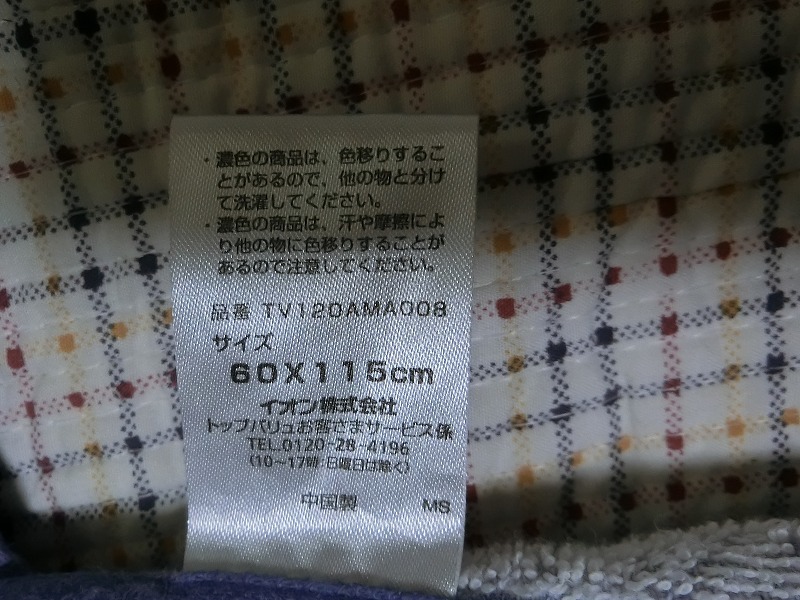 ・濃色の商品は、色移りするこ
とがあるので、他の物と分け
て洗濯してください。
・濃色の商品は、汗や摩擦によ
り他の物に色移りすることが
あるので注意してください。
品番 TV120AMA008
サイズ
60X115cm
イオン株式会社
トップバリュお客さまサービス係
TEL.0120-28-4196
(10～17時・日曜日は除く)
中国製 MS